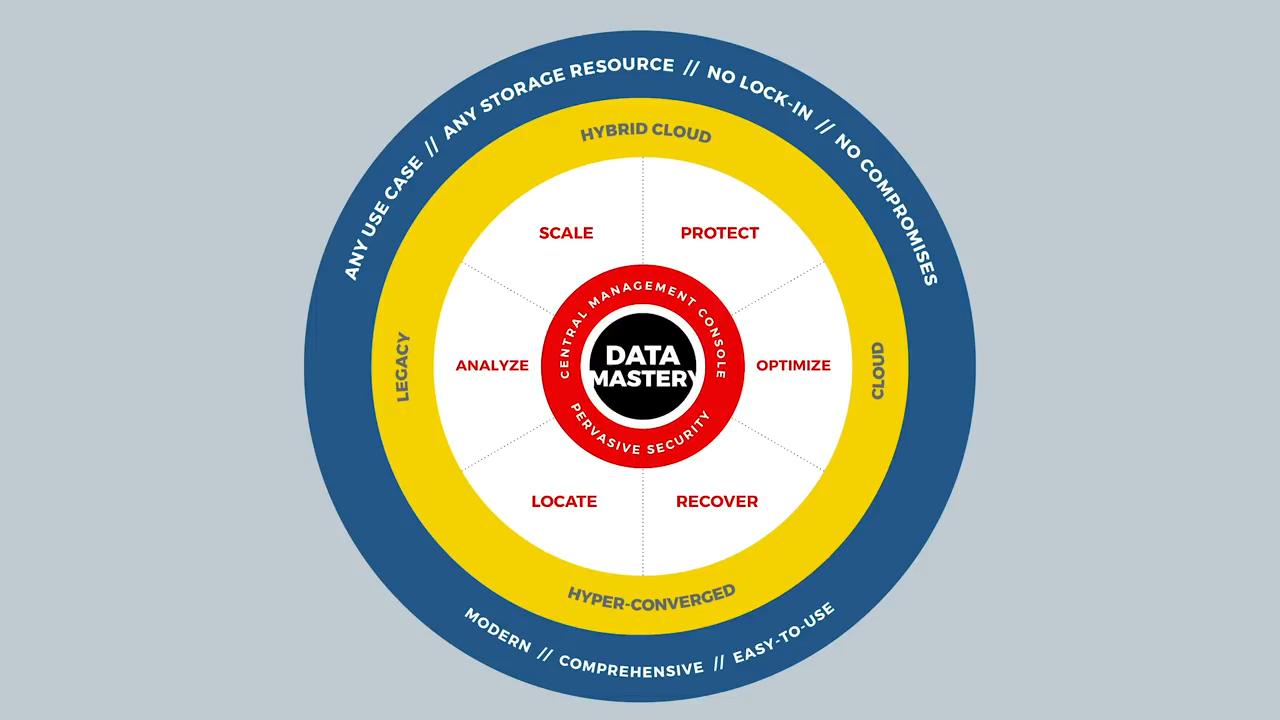 ANY USE CASE // ANY STORAGE RESOURCE // NO LOCK-IN // NO COMPROMISES
HYBRID CLOUD
SCALE
PROTECT
CENTRAL MANAGEMENT CONSOLE
LEGACY
ANALYZE
DATA
MASTERY
OPTIMIZE
CLOUD
PERVASIVE SECURITY
LOCATE
RECOVER
HYPER-CONVERGED
MODERN // COMPREHENSIVE // EASY-TO-USE